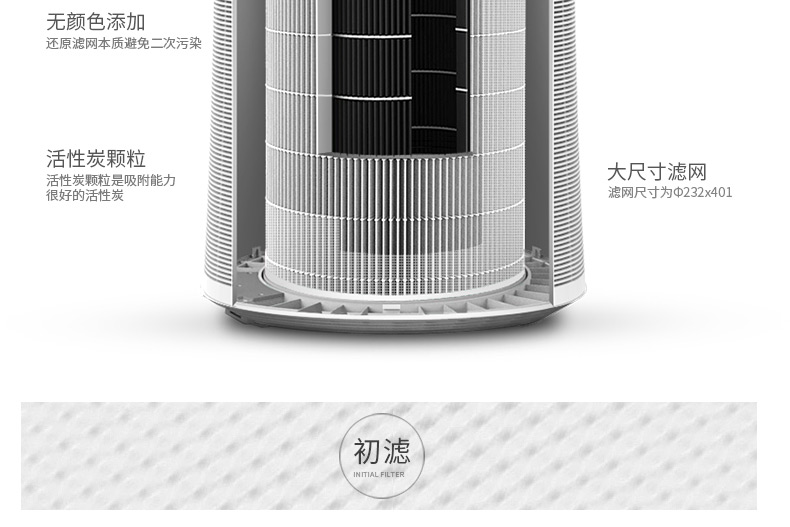 无颜色添加
还原滤网本质避免二次污染
活性炭颗粒
活性炭颗粒是吸附能力
很好的活性炭
大尺寸滤网
滤网尺寸为Φ232x401
初滤
INITIAL FILTER